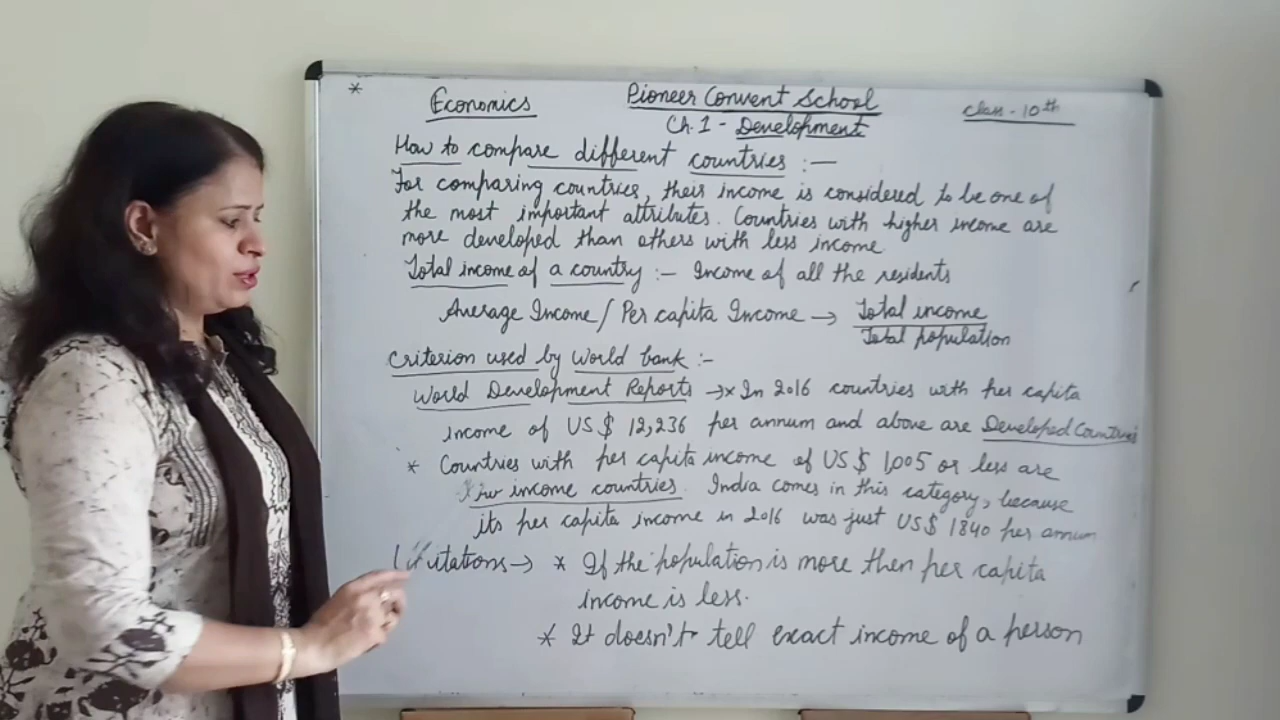 *
Economics
Pioneer Convent School
Class - 10th
Ch. 1 - Development
How to compare different countries :—
For comparing countries, their income is considered to be one of
the most important attributes. Countries with higher income are
more developed than others with less income
Total income of a country :- Income of all the residents
Average Income / Per capita Income → Total income
Total population
Criterion used by World bank :-
World Development Reports → * In 2016 countries with per capita
income of US $ 12,236 per annum and above are Developed Countries
* Countries with per capita income of US $ 1,005 or less are
income countries. India comes in this category, because
its per capita income in 2016 was just US $ 1840 per annum
→ * If the population is more then per capita
income is less.
* It doesn't tell exact income of a person